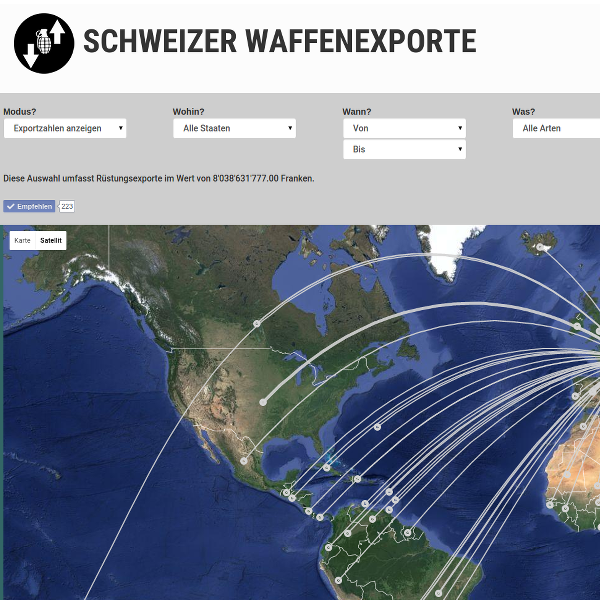 SCHWEIZER WAFFENEXPORTE
Modus? Wohin? Wann? Was?
Exportzahlen anzeigen Alle Staaten Von Alle Arten
Bis
Diese Auswahl umfasst Rüstungsexporte im Wert von 8'038'631'777.00 Franken.
Empfehlen 223
Karte Satellit